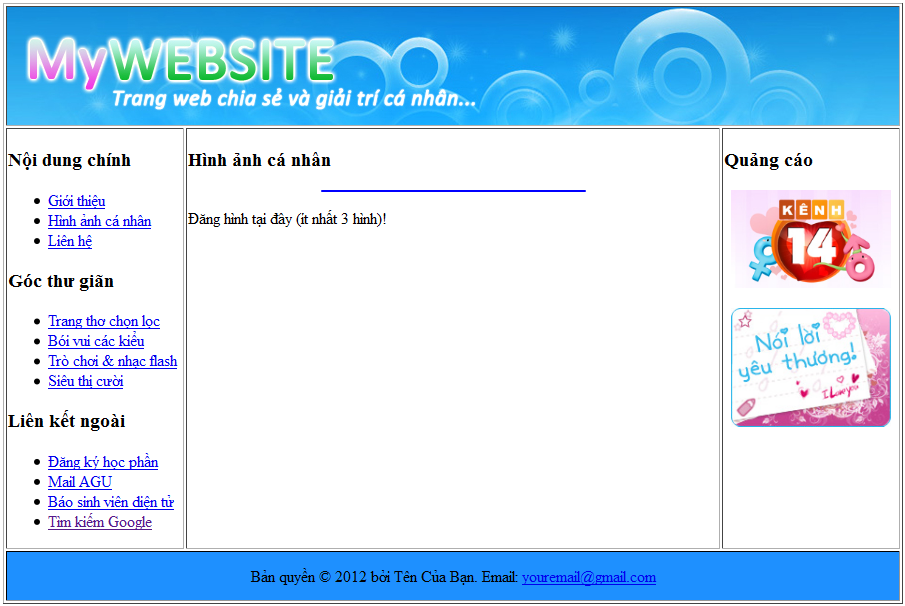 MyWEBSITE
Trang web chia sẻ và giải trí cá nhân...
Nội dung chính
Giới thiệu
Hình ảnh cá nhân
Liên hệ
Góc thư giãn
Trang thơ chọn lọc
Bói vui các kiểu
Trò chơi & nhạc flash
Siêu thị cười
Liên kết ngoài
Đăng ký học phần
Mail AGU
Báo sinh viên điện tử
Tìm kiếm Google
Hình ảnh cá nhân
Đăng hình tại đây (ít nhất 3 hình)!
Quảng cáo
KÊNH
14
Nói lời
yêu thương!
I Love you
Bản quyền © 2012 bởi Tên Của Bạn. Email: youremail@gmail.com